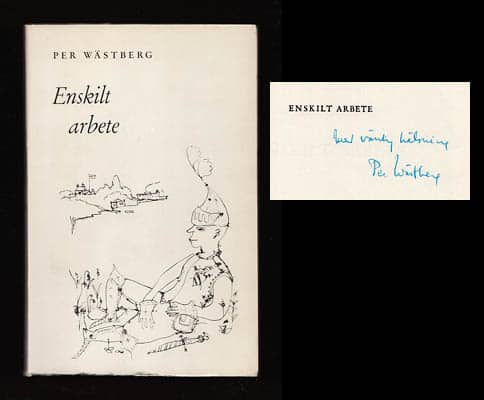 PER WÄSTBERG
Enskilt
arbete
ENSKILT ARBETE
med vänlig hälsning
Per Wästberg